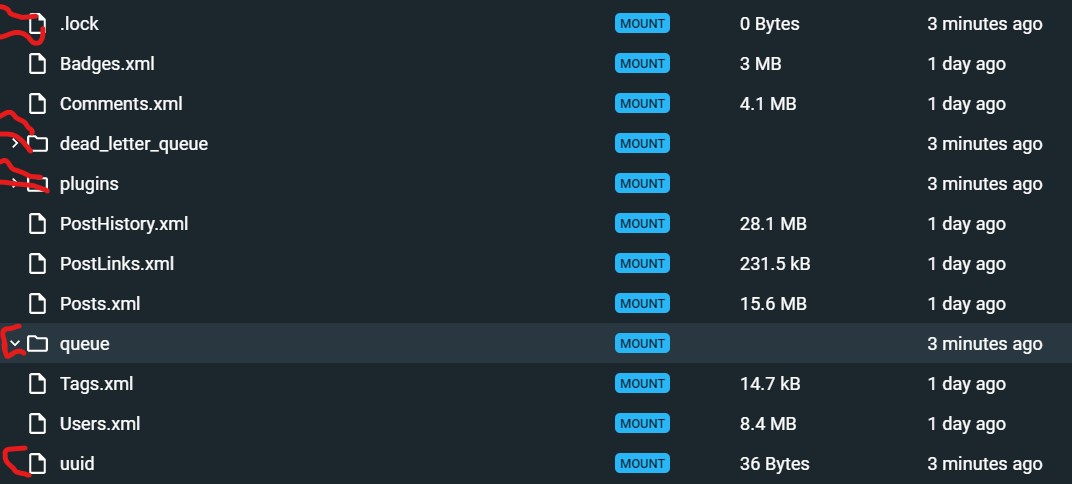 .lock MOUNT 0 Bytes 3 minutes ago
Badges.xml MOUNT 3 MB 1 day ago
Comments.xml MOUNT 4.1 MB 1 day ago
dead_letter_queue MOUNT 3 minutes ago
plugins MOUNT 3 minutes ago
PostHistory.xml MOUNT 28.1 MB 1 day ago
PostLinks.xml MOUNT 231.5 kB 1 day ago
Posts.xml MOUNT 15.6 MB 1 day ago
queue MOUNT 3 minutes ago
Tags.xml MOUNT 14.7 kB 1 day ago
Users.xml MOUNT 8.4 MB 1 day ago
uuid MOUNT 36 Bytes 3 minutes ago